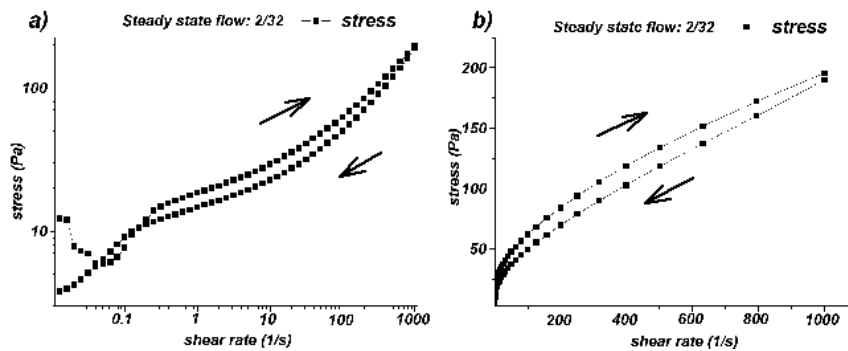 a)
Steady state flow: 2/32 stress
stress (Pa)
100
10
0.1 1 10 100 1000
shear rate (1/s)
b)
Steady state flow: 2/32 stress
stress (Pa)
200
150
100
50
200 400 600 800 1000
shear rate (1/s)